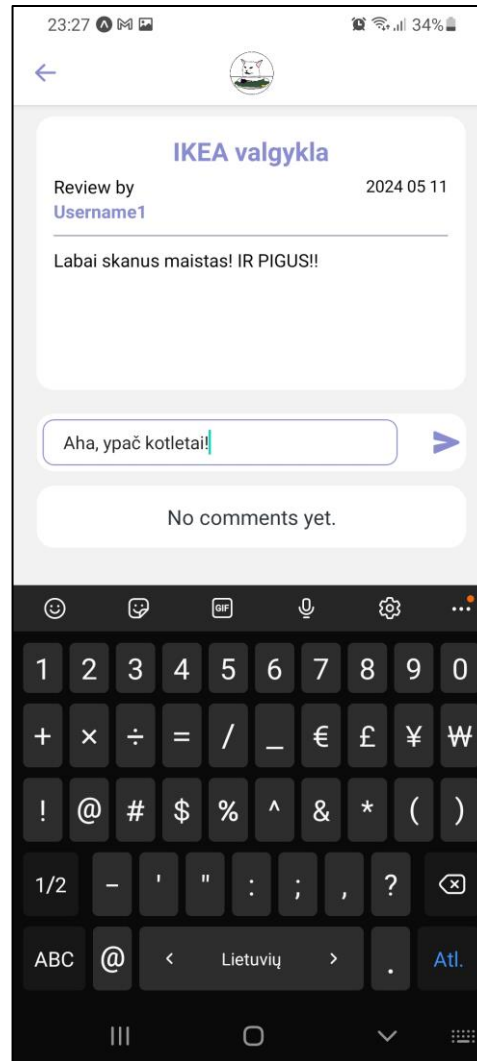 23:27 34%
IKEA valgykla
Review by 2024 05 11
Username1
Labai skanus maistas! IR PIGUS!!
Aha, ypač kotletai!
No comments yet.
GIF
1 2 3 4 5 6 7 8 9 0
+ × ÷ = / _ € £ ¥ ₩
! @ # $ % ^ & * ( )
1/2 - ' " : ; , ?
ABC @ < Lietuvių > . Atl.